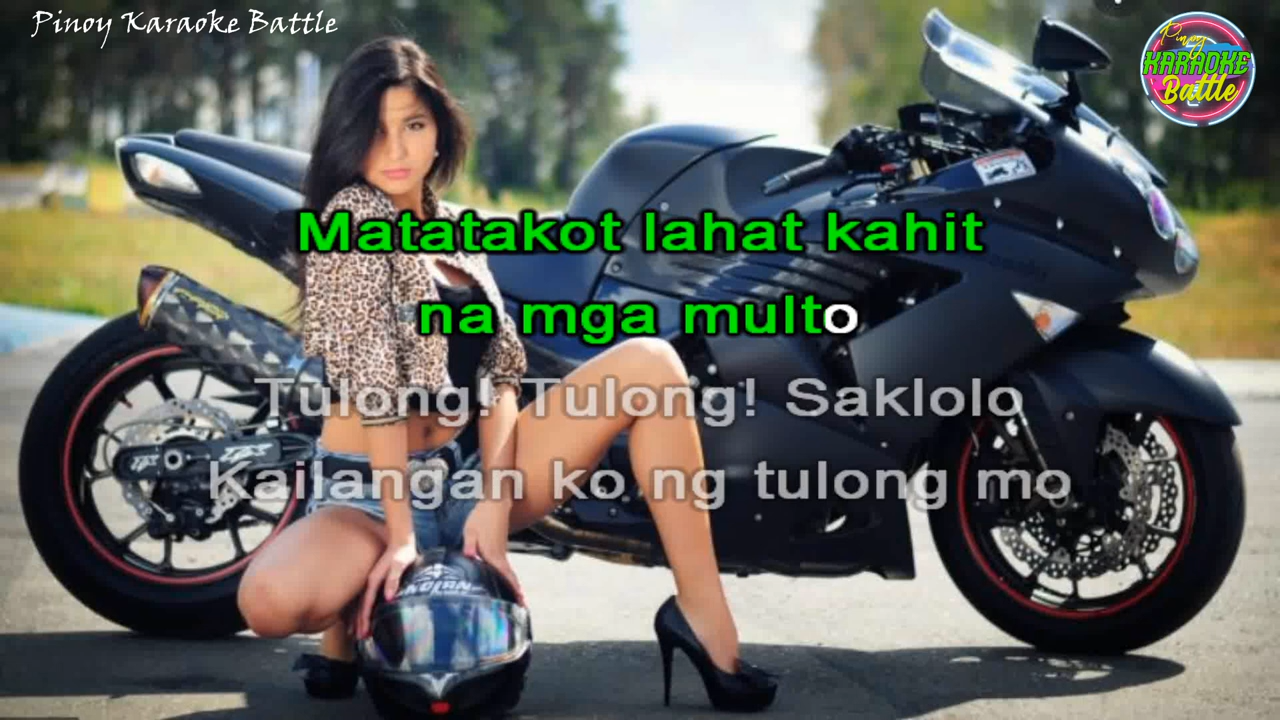 Pinoy Karaoke Battle
Pinoy
KARAOKE
Battle
Matatakot lahat kahit
na mga multo
Tulong! Tulong! Saklolo
Kailangan ko ng tulong mo
NOLAN